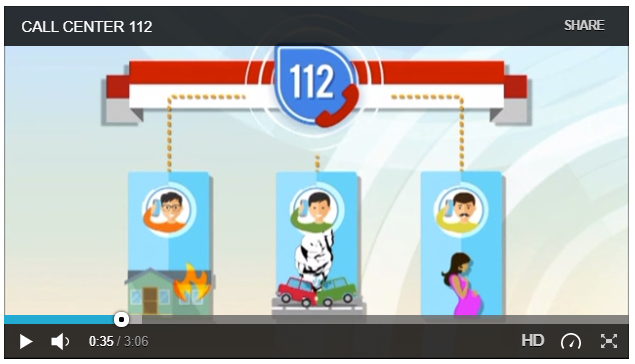 CALL CENTER 112
SHARE
112
0:35 / 3:06
HD